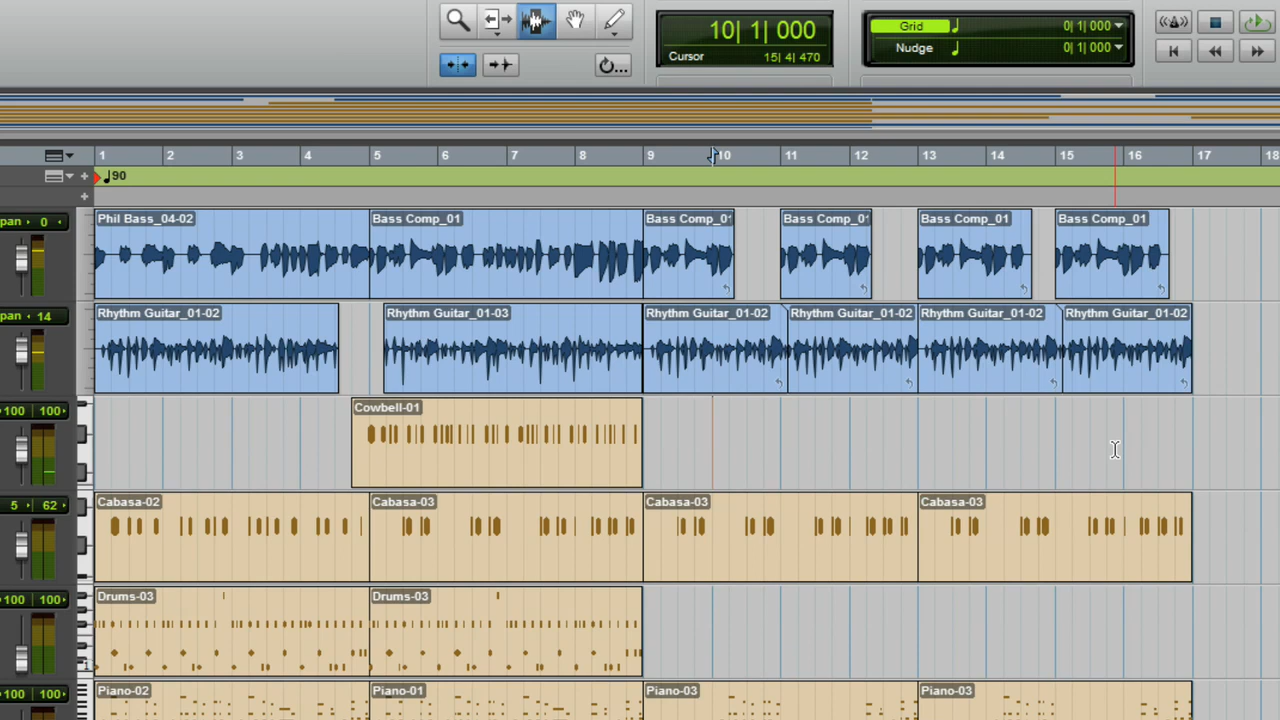 10| 1| 000
Cursor 15| 4| 470
Grid 0| 1| 000
Nudge 0| 1| 000
1 2 3 4 5 6 7 8 9 10 11 12 13 14 15 16 17 18
90
pan 0
Phil Bass_04-02 Bass Comp_01 Bass Comp_01 Bass Comp_01 Bass Comp_01 Bass Comp_01
pan 14
Rhythm Guitar_01-02 Rhythm Guitar_01-03 Rhythm Guitar_01-02 Rhythm Guitar_01-02 Rhythm Guitar_01-02 Rhythm Guitar_01-02
100 100
Cowbell-01
5 62
Cabasa-02 Cabasa-03 Cabasa-03 Cabasa-03
100 100
Drums-03 Drums-03
1
100 100
Piano-02 Piano-01 Piano-03 Piano-03